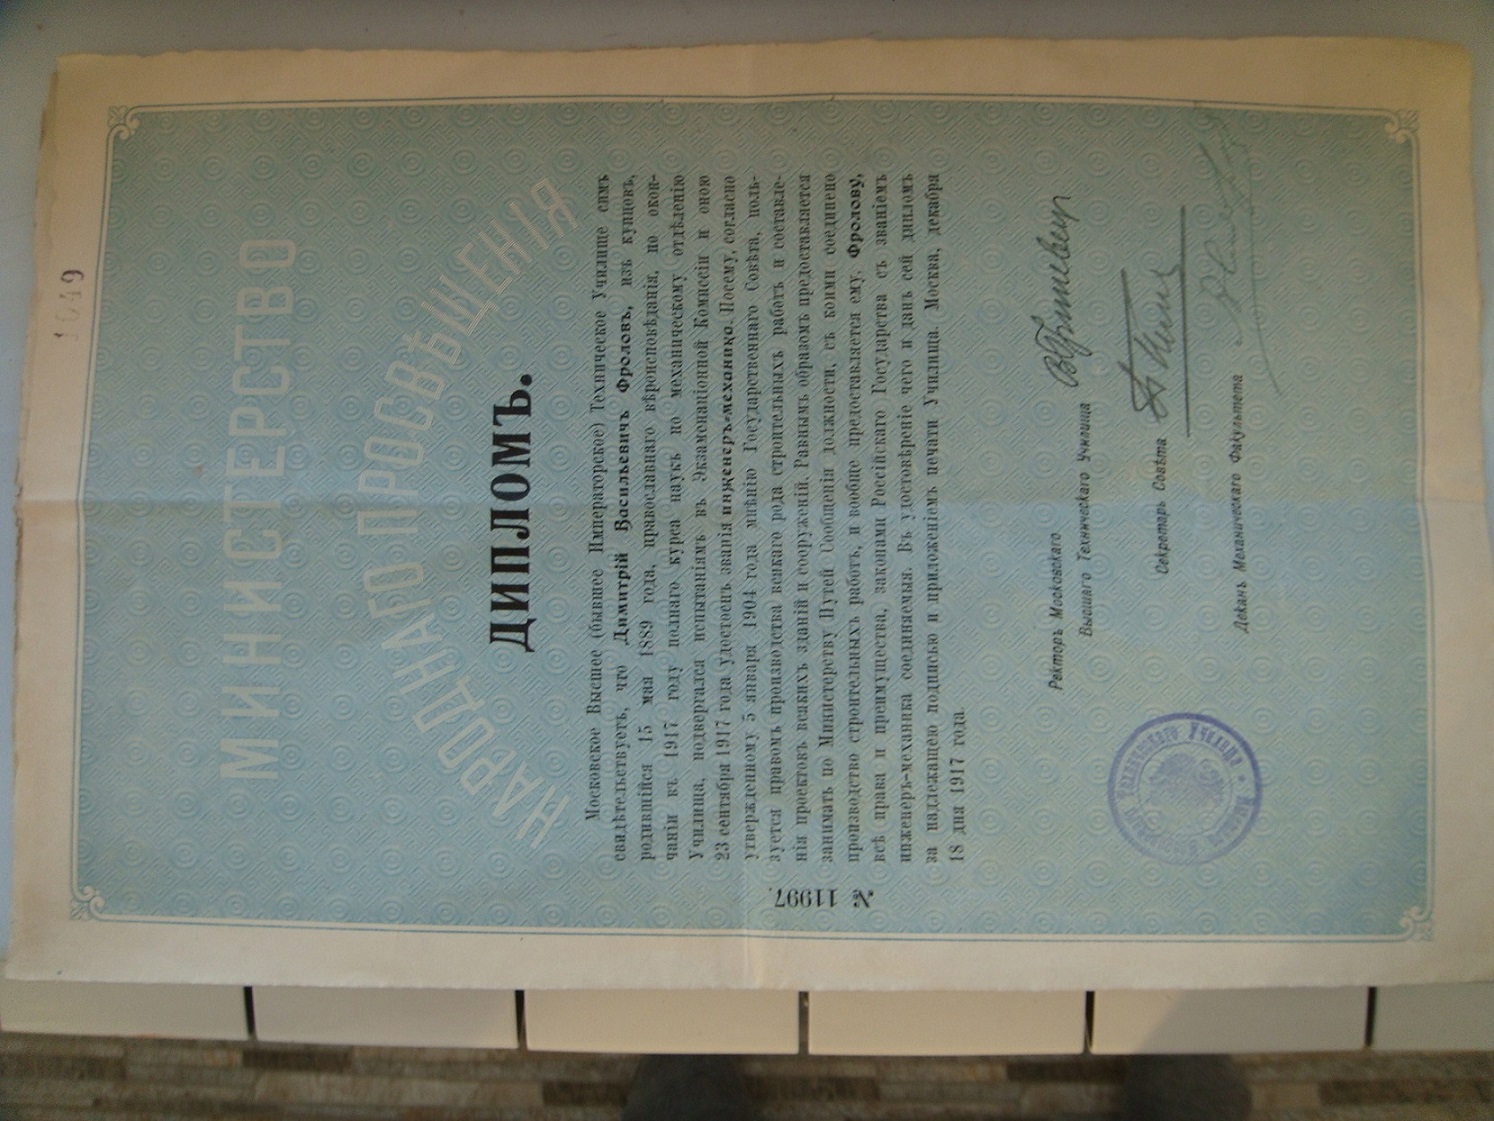 1049
МИНИСТЕРСТВО
НАРОДНАГО ПРОСВѢЩЕНІЯ
ДИПЛОМЪ.
Московское Высшее (бывшее Императорское) Техническое Училище симъ
свидѣтельствуетъ, что Димитрій Васильевичъ Фроловъ, изъ купцовъ,
родившійся 15 мая 1889 года, православнаго вѣроисповѣданія, по окон-
чаніи въ 1917 году полнаго курса наукъ по механическому отдѣленію
Училища, подвергался испытаніямъ въ Экзаменаціонной Комиссіи и оною
23 сентября 1917 года удостоенъ званія инженеръ-механика. Посему, согласно
утвержденному 5 января 1904 года мнѣнію Государственнаго Совѣта, поль-
зуется правомъ производства всякаго рода строительныхъ работъ и составле-
нія проектовъ всякихъ зданій и сооруженій. Равнымъ образомъ предоставляется
занимать по Министерству Путей Сообщенія должности, съ коими соединено
производство строительныхъ работъ, и вообще предоставляется ему, Фролову,
всѣ права и преимущества, законами Россійскаго Государства съ званіемъ
инженеръ-механика соединяемыя. Въ удостовѣреніе чего и данъ сей дипломъ
за надлежащею подписью и приложеніемъ печати Училища. Москва, декабря
18 дня 1917 года.
№ 11997.
Ректоръ Московскаго
Высшаго Техническаго Училища
Секретарь Совѣта
Деканъ Механическаго Факультета
Техническаго Училища